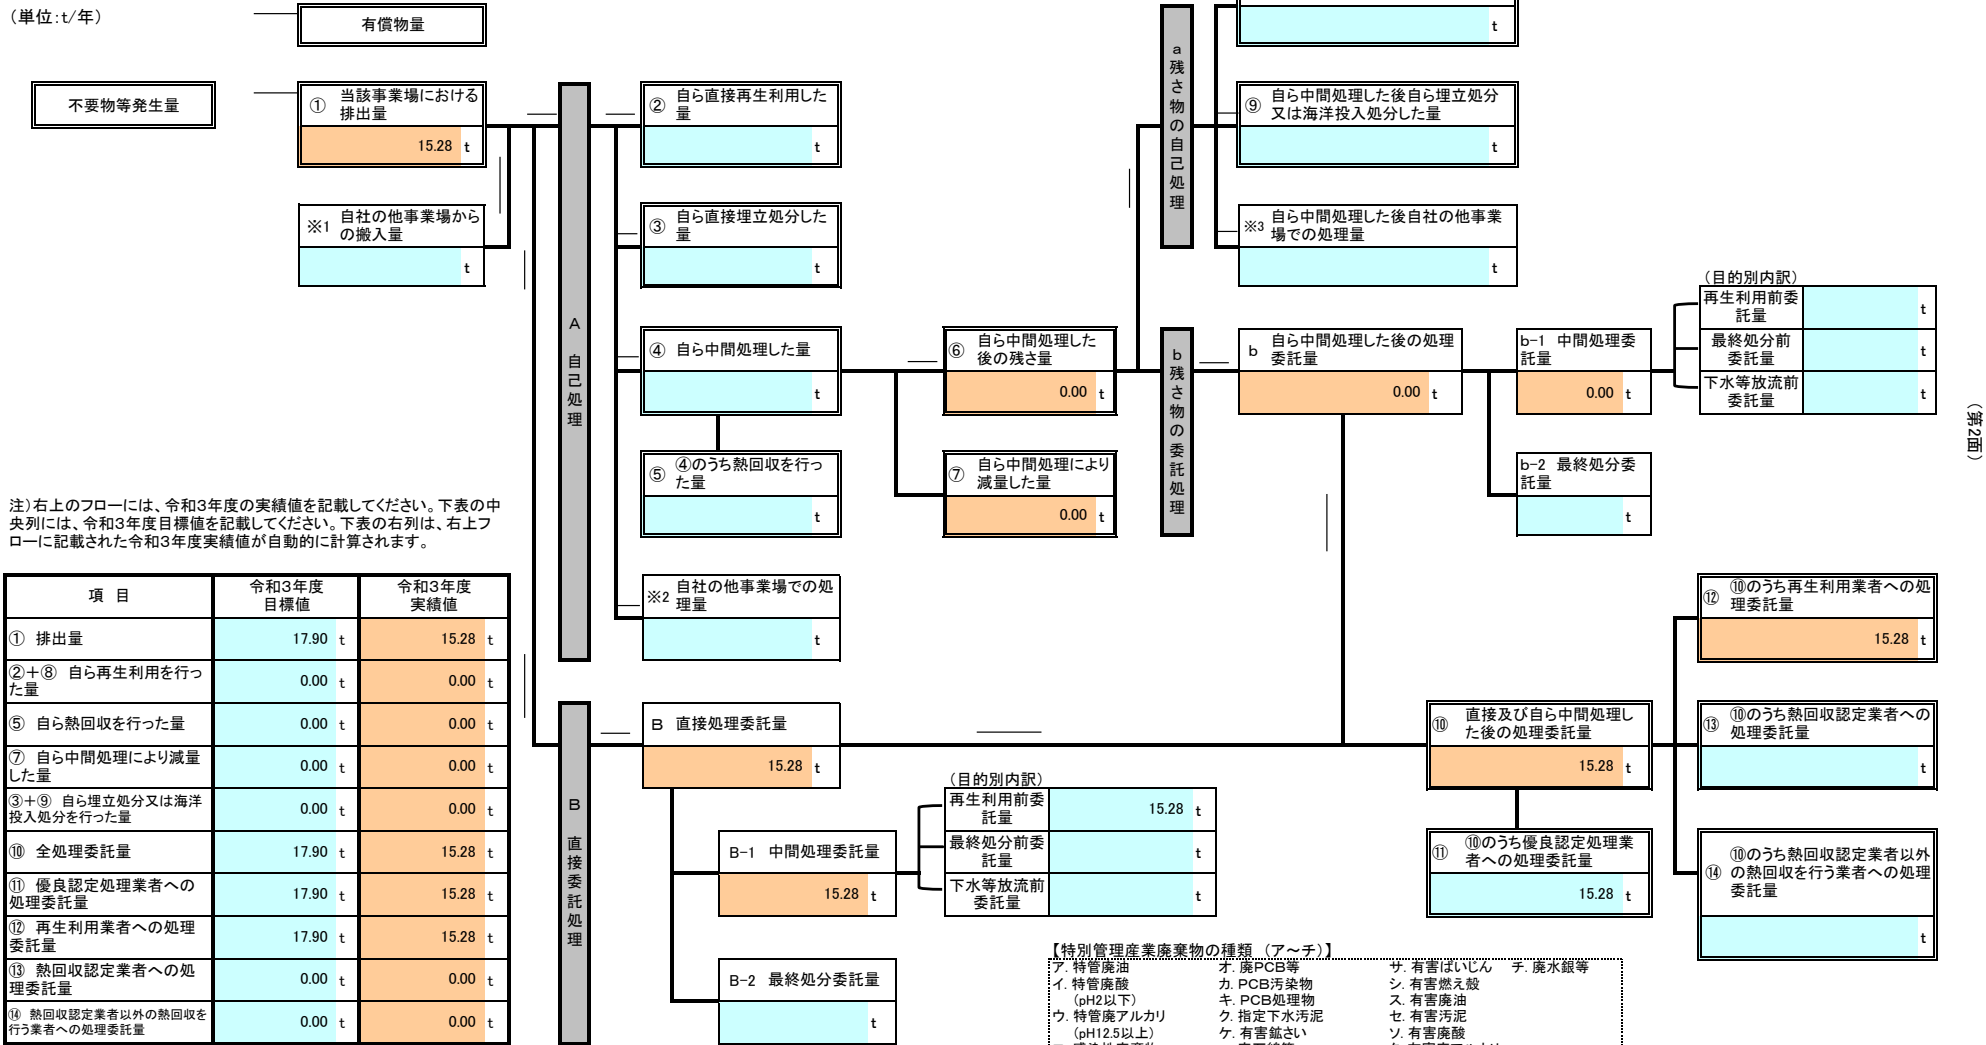 (単位:t/年)
有償物量
t
不要物等発生量
① 当該事業場における
排出量
15.28 t
※1 自社の他事業場から
の搬入量
t
A 自己処理
② 自ら直接再生利用した
量
t
③ 自ら直接埋立処分した
量
t
④ 自ら中間処理した量
t
⑤ ④のうち熱回収を行っ
た量
t
※2 自社の他事業場での処
理量
t
⑥ 自ら中間処理した
後の残さ量
0.00 t
⑦ 自ら中間処理により
減量した量
0.00 t
a 残さ物の自己処理
⑨ 自ら中間処理した後自ら埋立処分
又は海洋投入処分した量
t
※3 自ら中間処理した後自社の他事業
場での処理量
t
b 残さ物の委託処理
b 自ら中間処理した後の処理
委託量
0.00 t
b-1 中間処理委
託量
0.00 t
b-2 最終処分委
託量
t
(目的別内訳)
再生利用前委
託量
t
最終処分前
委託量
t
下水等放流前
委託量
t
(第2面)
注)右上のフローには、令和3年度の実績値を記載してください。下表の中
央列には、令和3年度目標値を記載してください。下表の右列は、右上フ
ローに記載された令和3年度実績値が自動的に計算されます。
項 目
令和3年度
目標値
令和3年度
実績値
① 排出量 17.90 t 15.28 t
②+⑧ 自ら再生利用を行っ
た量 0.00 t 0.00 t
⑤ 自ら熱回収を行った量 0.00 t 0.00 t
⑦ 自ら中間処理により減量
した量 0.00 t 0.00 t
③+⑨ 自ら埋立処分又は海洋
投入処分を行った量 0.00 t 0.00 t
⑩ 全処理委託量 17.90 t 15.28 t
⑪ 優良認定処理業者への
処理委託量 17.90 t 15.28 t
⑫ 再生利用業者への処理
委託量 17.90 t 15.28 t
⑬ 熱回収認定業者への処
理委託量 0.00 t 0.00 t
⑭ 熱回収認定業者以外の熱回収を
行う業者への処理委託量 0.00 t 0.00 t
B 直接委託処理
B 直接処理委託量
15.28 t
B-1 中間処理委託量
15.28 t
B-2 最終処分委託量
t
(目的別内訳)
再生利用前委
託量
15.28 t
最終処分前委
託量
t
下水等放流前
委託量
t
⑩ 直接及び自ら中間処理し
た後の処理委託量
15.28 t
⑪ ⑩のうち優良認定処理業
者への処理委託量
15.28 t
⑫ ⑩のうち再生利用業者への処
理委託量
15.28 t
⑬ ⑩のうち熱回収認定業者への
処理委託量
t
⑭ ⑩のうち熱回収認定業者以外
の熱回収を行う業者への処理
委託量
t
【特別管理産業廃棄物の種類 (ア~チ)】
ア. 特管廃油 オ. 廃PCB等 サ. 有害ばいじん チ. 廃水銀等
イ. 特管廃酸 カ. PCB汚染物 シ. 有害燃え殻
(pH2以下) キ. PCB処理物 ス. 有害廃油
ウ. 特管廃アルカリ ク. 指定下水汚泥 セ. 有害汚泥
(pH12.5以上) ケ. 有害鉱さい ソ. 有害廃酸